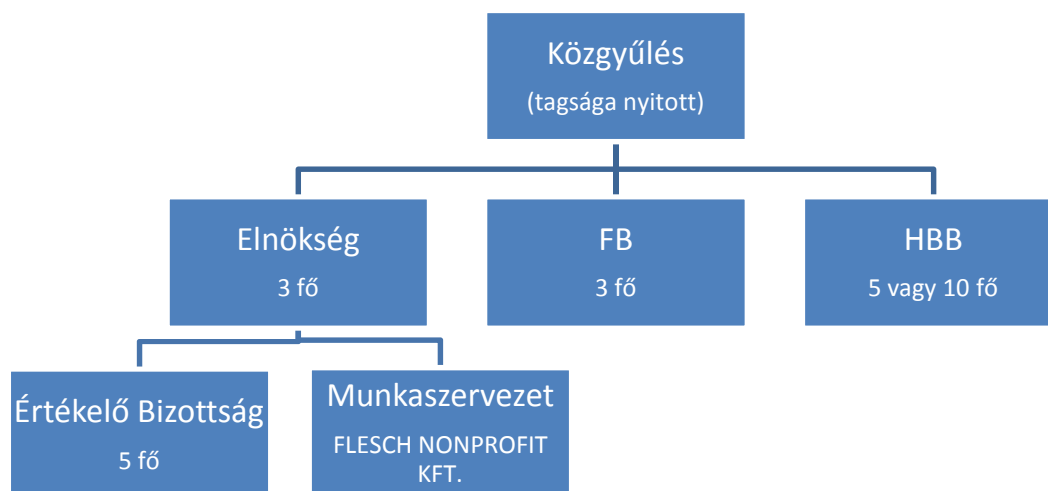 Közgyűlés
(tagsága nyitott)
Elnökség
3 fő
FB
3 fő
HBB
5 vagy 10 fő
Értékelő Bizottság
5 fő
Munkaszervezet
FLESCH NONPROFIT
KFT.